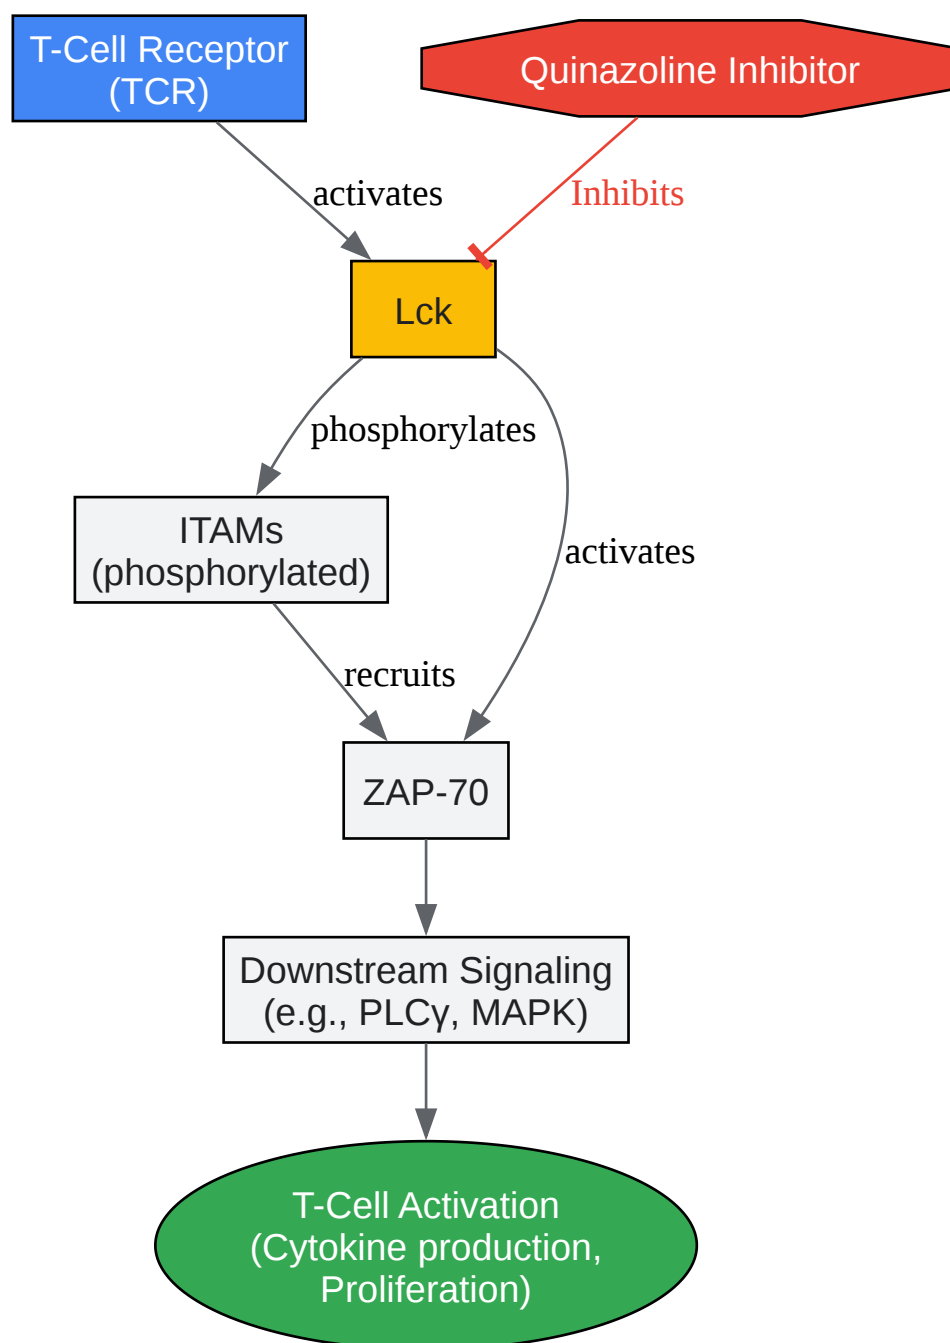 T-Cell Receptor
(TCR)
Quinazoline Inhibitor
activates
Inhibits
Lck
phosphorylates
ITAMs
(phosphorylated)
activates
recruits
ZAP-70
Downstream Signaling
(e.g., PLCγ, MAPK)
T-Cell Activation
(Cytokine production,
Proliferation)